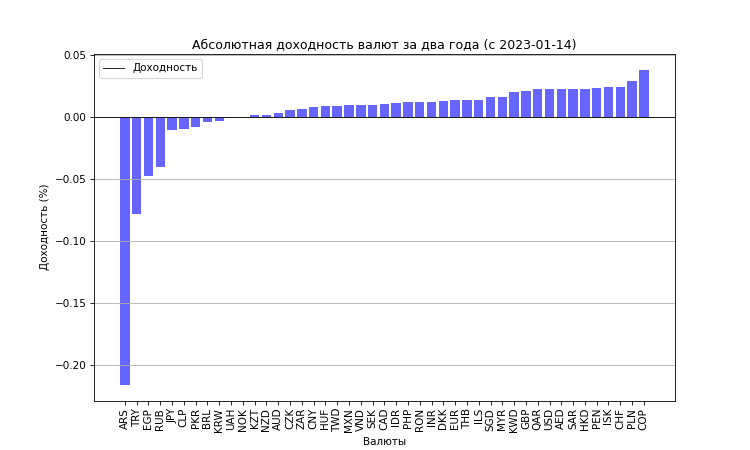 Абсолютная доходность валют за два года (с 2023-01-14)
Доходность
0.05
0.00
−0.05
−0.10
−0.15
−0.20
Доходность (%)
ARS
TRY
EGP
RUB
JPY
CLP
PKR
BRL
KRW
UAH
NOK
KZT
NZD
AUD
CZK
ZAR
CNY
HUF
TWD
MXN
VND
SEK
CAD
IDR
PHP
RON
INR
DKK
EUR
THB
ILS
SGD
MYR
KWD
GBP
QAR
USD
AED
SAR
HKD
PEN
ISK
CHF
PLN
COP
Валюты